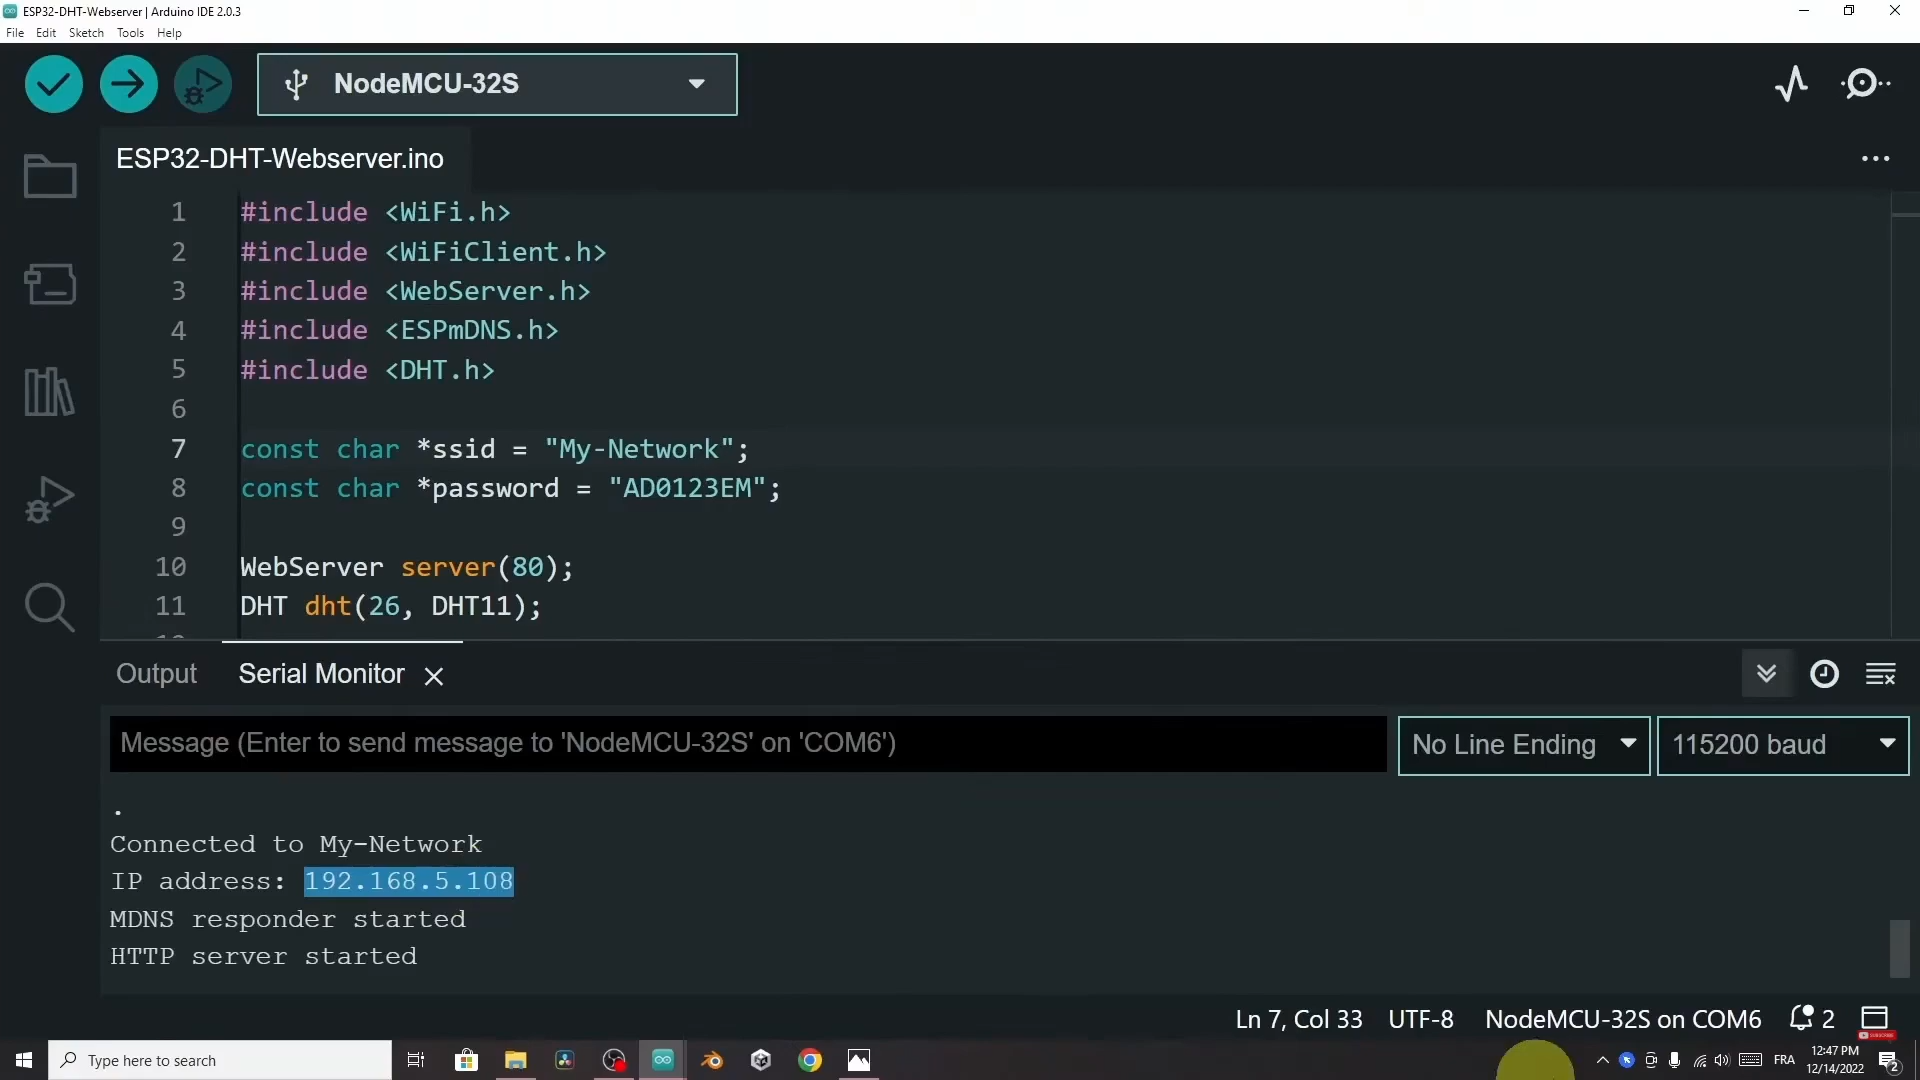 ESP32-DHT-Webserver | Arduino IDE 2.0.3
File Edit Sketch Tools Help
NodeMCU-32S
ESP32-DHT-Webserver.ino
1 #include <WiFi.h>
2 #include <WiFiClient.h>
3 #include <WebServer.h>
4 #include <ESPmDNS.h>
5 #include <DHT.h>
6
7 const char *ssid = "My-Network";
8 const char *password = "AD0123EM";
9
10 WebServer server(80);
11 DHT dht(26, DHT11);
Output Serial Monitor
Message (Enter to send message to 'NodeMCU-32S' on 'COM6')
No Line Ending
115200 baud
.
Connected to My-Network
IP address: 192.168.5.108
MDNS responder started
HTTP server started
Ln 7, Col 33 UTF-8 NodeMCU-32S on COM6 2
Type here to search
FRA
12:47 PM
12/14/2022
2